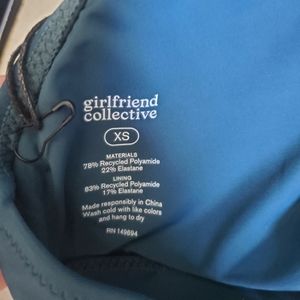 girlfriend
collective
XS
MATERIALS
78% Recycled Polyamide
22% Elastane
LINING
83% Recycled Polyamide
17% Elastane
Made responsibly in China
Wash cold with like colors
and hang to dry
RN 149694